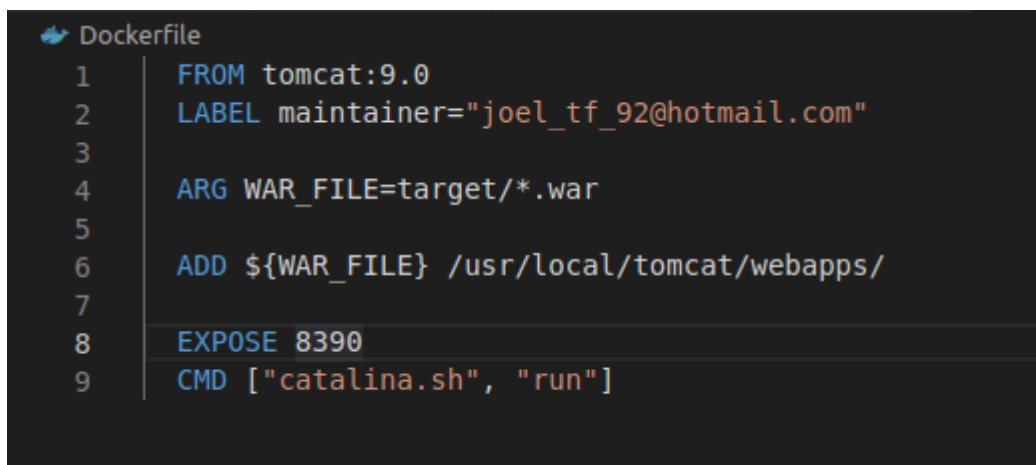 Dockerfile
1 FROM tomcat:9.0
2 LABEL maintainer="joel_tf_92@hotmail.com"
3
4 ARG WAR_FILE=target/*.war
5
6 ADD ${WAR_FILE} /usr/local/tomcat/webapps/
7
8 EXPOSE 8390
9 CMD ["catalina.sh", "run"]